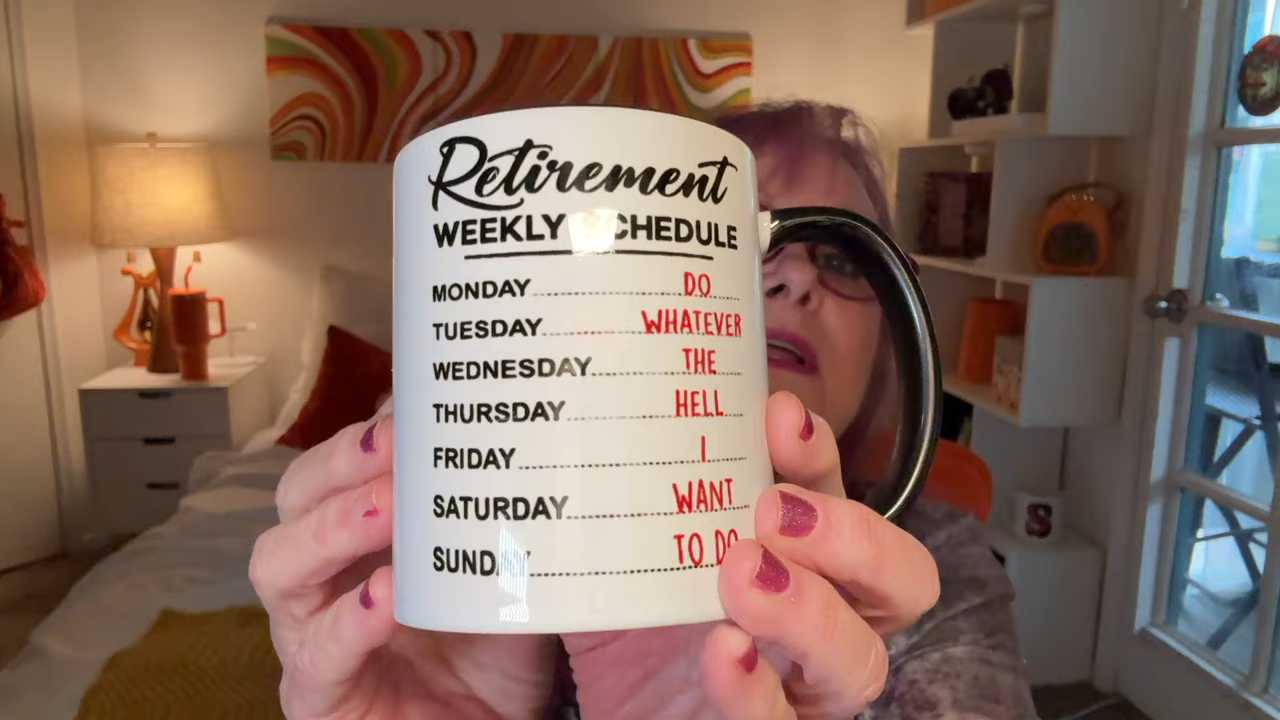 Retirement
WEEKLY SCHEDULE
MONDAY DO
TUESDAY WHATEVER
WEDNESDAY THE
THURSDAY HELL
FRIDAY I
SATURDAY WANT
SUNDAY TO DO
S